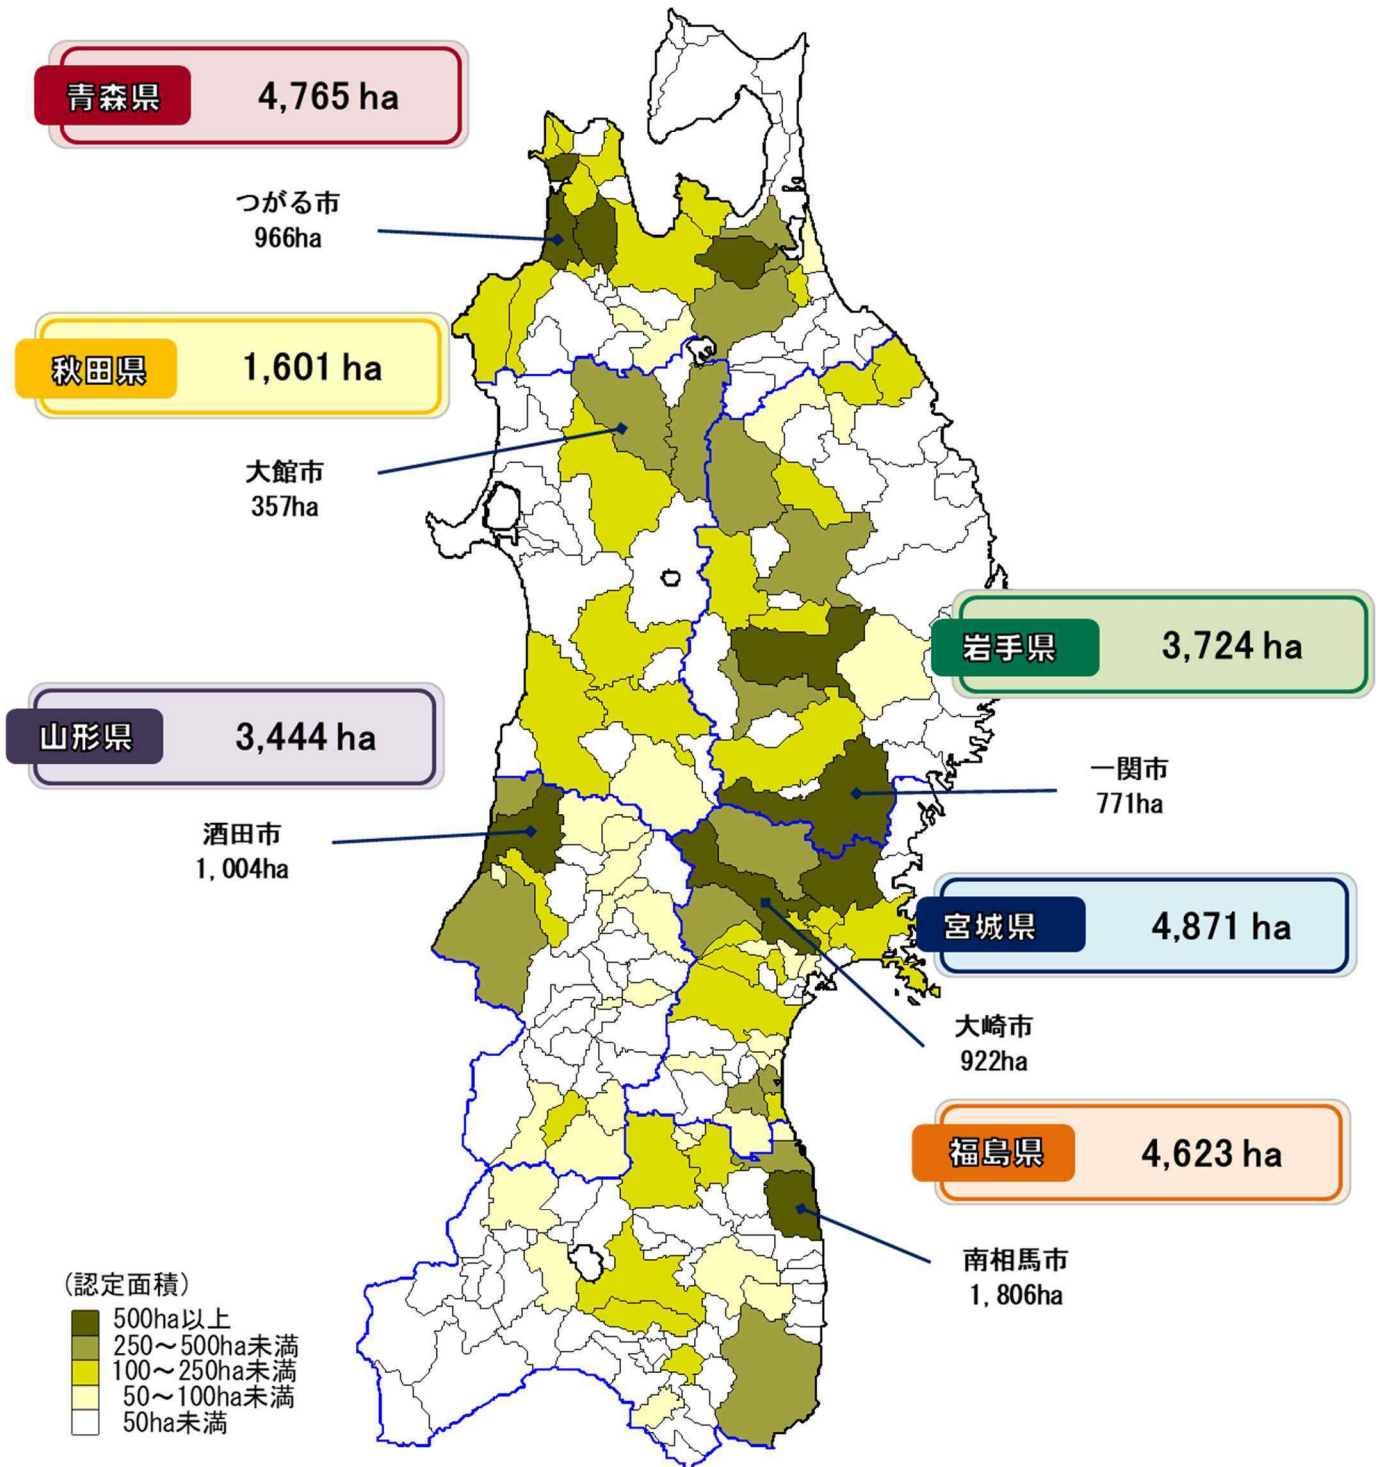 青森県 4,765 ha
つがる市
966ha
秋田県 1,601 ha
大館市
357ha
岩手県 3,724 ha
山形県 3,444 ha
一関市
771ha
酒田市
1,004ha
宮城県 4,871 ha
大崎市
922ha
福島県 4,623 ha
南相馬市
1,806ha
(認定面積)
500ha以上
250～500ha未満
100～250ha未満
50～100ha未満
50ha未満